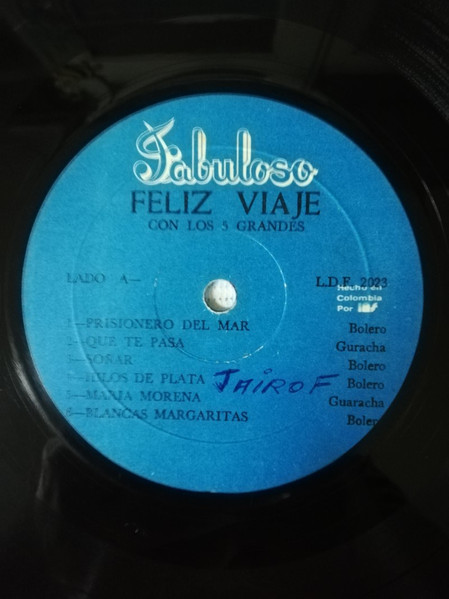 Fabuloso
FELIZ VIAJE
CON LOS 5 GRANDES
LADO A— L.D.F. 2023
Hecho en
Colombia
Por
1—PRISIONERO DEL MAR Bolero
2—QUE TE PASA Guracha
3—SOÑAR Bolero
4—HILOS DE PLATA JAIRO F Bolero
5—MARIA MORENA Guaracha
6—BLANCAS MARGARITAS Bolero